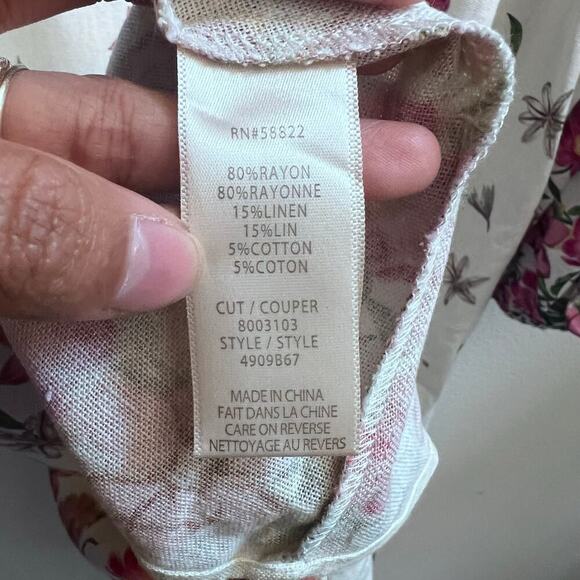 RN#58822
80%RAYON
80%RAYONNE
15%LINEN
15%LIN
5%COTTON
5%COTON
CUT / COUPER
8003103
STYLE / STYLE
4909B67
MADE IN CHINA
FAIT DANS LA CHINE
CARE ON REVERSE
NETTOYAGE AU REVERS